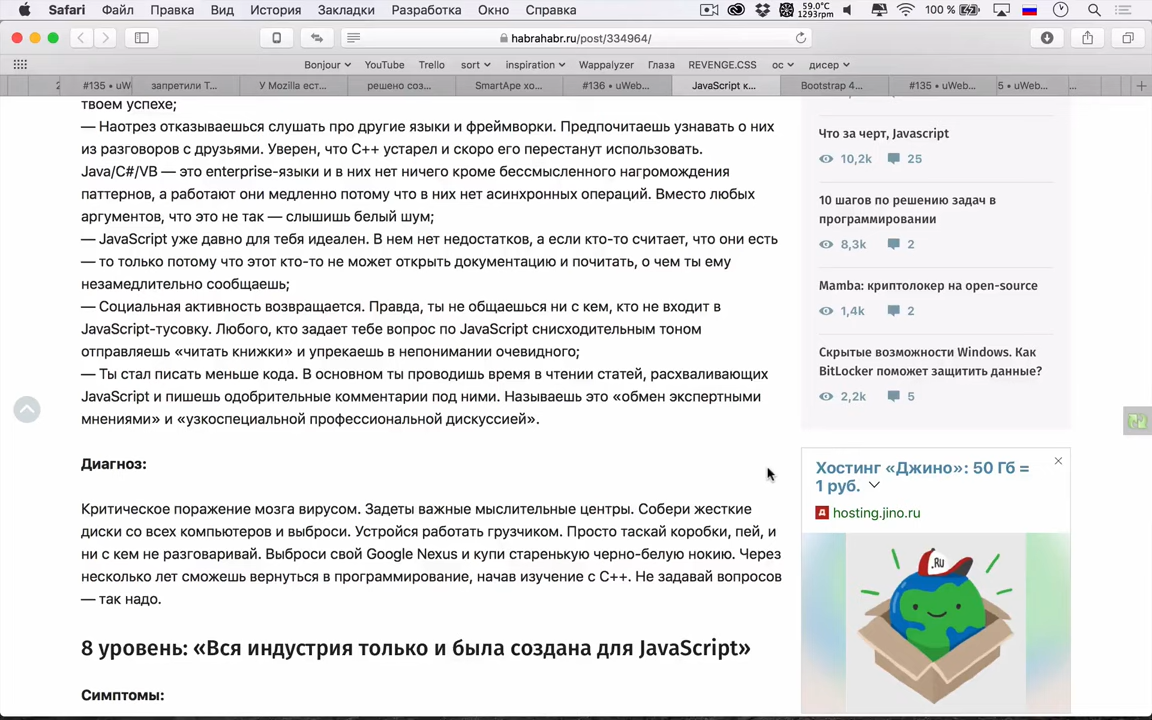 Safari Файл Правка Вид История Закладки Разработка Окно Справка
59.0°C
1293rpm
100 %
habrahabr.ru/post/334964/
Bonjour YouTube Trello sort inspiration Wappalyzer Глаза REVENGE.CSS ос дисер
2 #135 • uW запретили Т... У Mozilla ест... решено соз... SmartApe хо... #136 • uWeb... JavaScript к... Bootstrap 4... #135 • uWeb... 5 • uWeb... ...
твоем успехе;
— Наотрез отказываешься слушать про другие языки и фреймворки. Предпочитаешь узнавать о них
из разговоров с друзьями. Уверен, что С++ устарел и скоро его перестанут использовать.
Java/C#/VB — это enterprise-языки и в них нет ничего кроме бессмысленного нагромождения
паттернов, а работают они медленно потому что в них нет асинхронных операций. Вместо любых
аргументов, что это не так — слышишь белый шум;
— JavaScript уже давно для тебя идеален. В нем нет недостатков, а если кто-то считает, что они есть
— то только потому что этот кто-то не может открыть документацию и почитать, о чем ты ему
незамедлительно сообщаешь;
— Социальная активность возвращается. Правда, ты не общаешься ни с кем, кто не входит в
JavaScript-тусовку. Любого, кто задает тебе вопрос по JavaScript снисходительным тоном
отправляешь «читать книжки» и упрекаешь в непонимании очевидного;
— Ты стал писать меньше кода. В основном ты проводишь время в чтении статей, расхваливающих
JavaScript и пишешь одобрительные комментарии под ними. Называешь это «обмен экспертными
мнениями» и «узкоспециальной профессиональной дискуссией».
Диагноз:
Критическое поражение мозга вирусом. Задеты важные мыслительные центры. Собери жесткие
диски со всех компьютеров и выброси. Устройся работать грузчиком. Просто таскай коробки, пей, и
ни с кем не разговаривай. Выброси свой Google Nexus и купи старенькую черно-белую нокию. Через
несколько лет сможешь вернуться в программирование, начав изучение с С++. Не задавай вопросов
— так надо.
8 уровень: «Вся индустрия только и была создана для JavaScript»
Симптомы:
Что за черт, Javascript
10,2k 25
10 шагов по решению задач в
программировании
8,3k 2
Mamba: криптолокер на open-source
1,4k 2
Скрытые возможности Windows. Как
BitLocker поможет защитить данные?
2,2k 5
Хостинг «Джино»: 50 Гб =
1 руб.
hosting.jino.ru
.RU